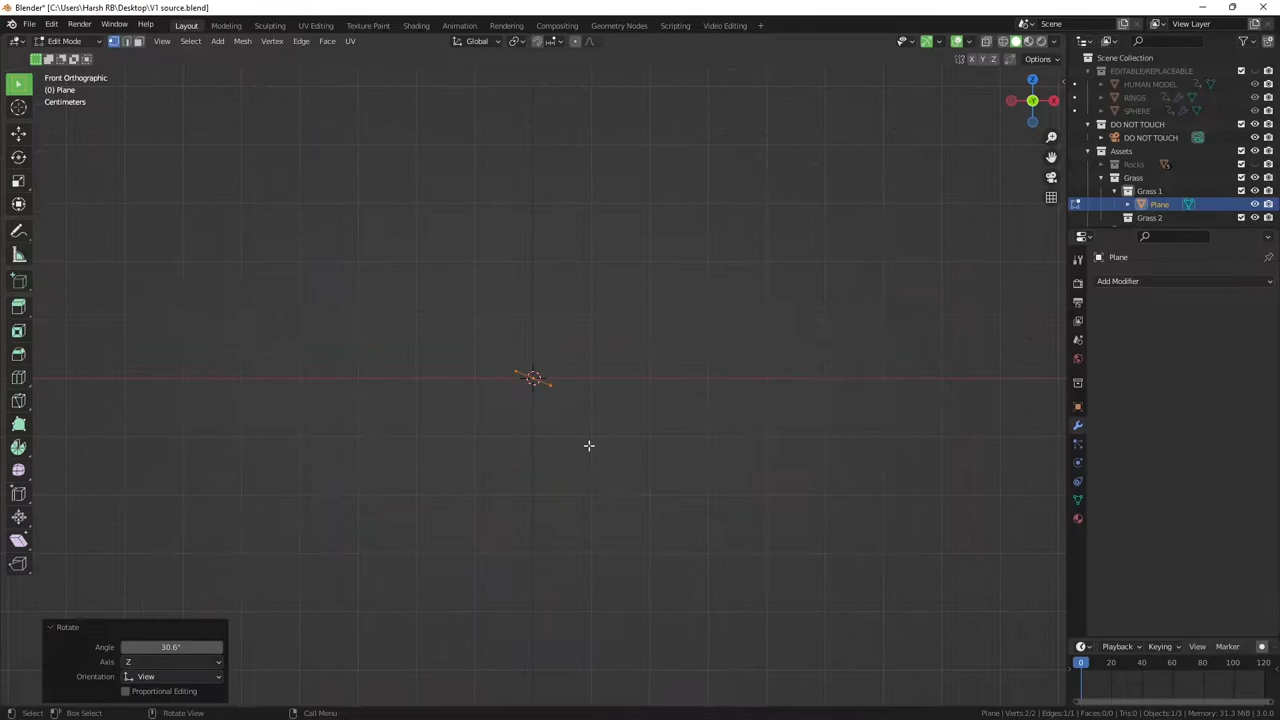 Blender* [C:\Users\Harsh RB\Desktop\V1 source.blend]
File Edit Render Window Help Layout Modeling Sculpting UV Editing Texture Paint Shading Animation Rendering Compositing Geometry Nodes Scripting Video Editing + Scene View Layer
Edit Mode View Select Add Mesh Vertex Edge Face UV Global
X Y Z Options
Front Orthographic
(0) Plane
Centimeters
Z
Y
X
Scene Collection
EDITABLE/REPLACEABLE
HUMAN MODEL
RINGS
SPHERE
DO NOT TOUCH
DO NOT TOUCH
Assets
Rocks
5
Grass
Grass 1
Plane
Grass 2
Plane
Add Modifier
Rotate
Angle 30.6°
Axis Z
Orientation View
Proportional Editing
Playback Keying View Marker
0 20 40 60 80 100 120
Select Box Select Rotate View Call Menu
Plane | Verts:2/2 | Edges:1/1 | Faces:0/0 | Tris:0 | Objects:1/3 | Memory: 31.3 MiB | 3.0.0